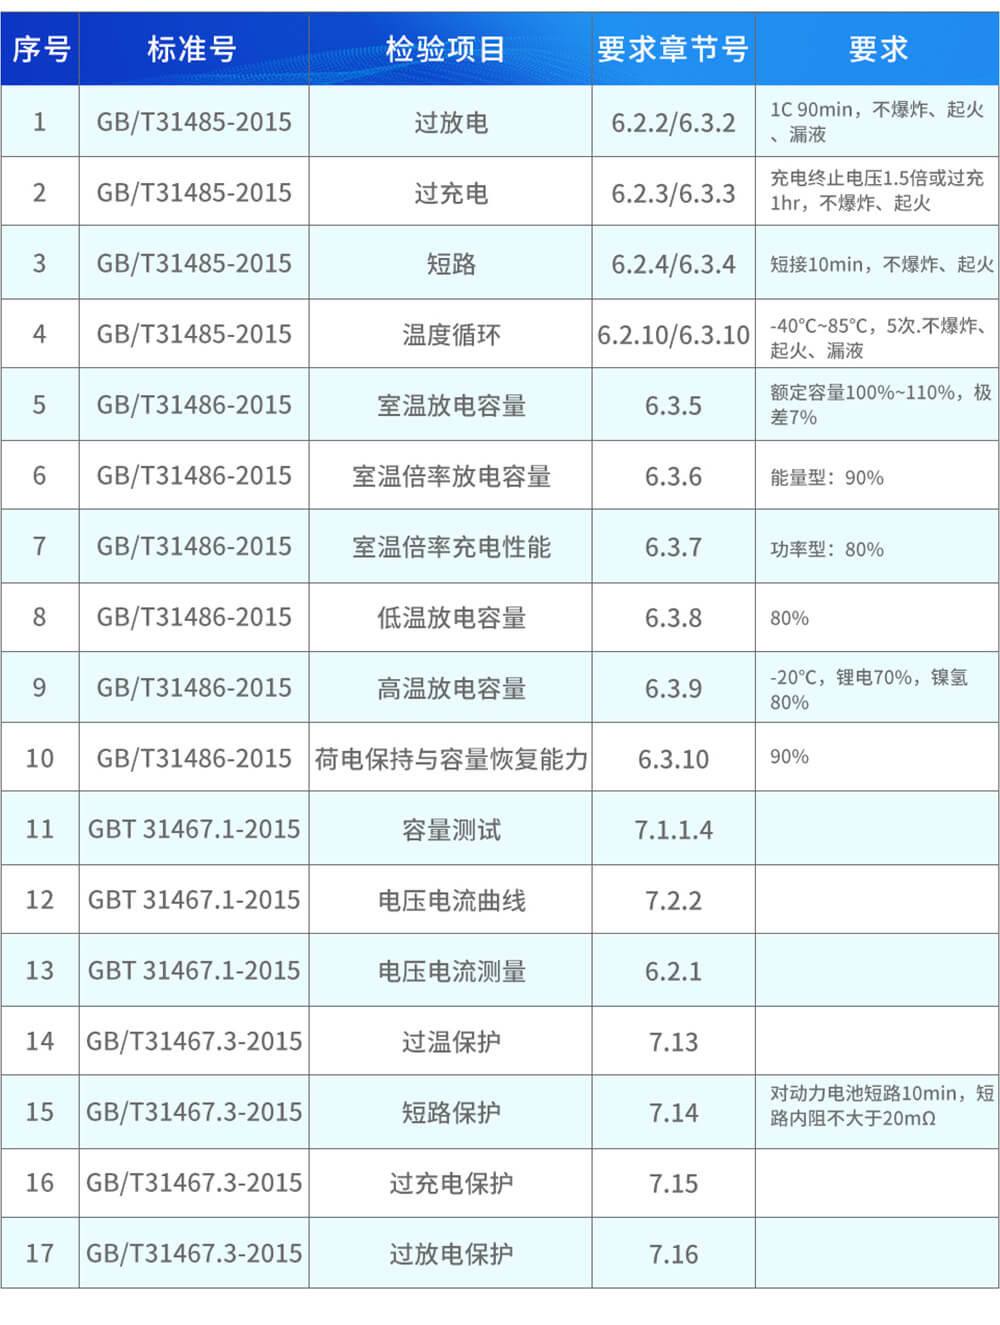 序号 标准号 检验项目 要求章节号 要求
1 GB/T31485-2015 过放电 6.2.2/6.3.2 1C 90min，不爆炸、起火
、漏液
2 GB/T31485-2015 过充电 6.2.3/6.3.3 充电终止电压1.5倍或过充
1hr，不爆炸、起火
3 GB/T31485-2015 短路 6.2.4/6.3.4 短接10min，不爆炸、起火
4 GB/T31485-2015 温度循环 6.2.10/6.3.10 -40℃~85℃，5次.不爆炸、
起火、漏液
5 GB/T31486-2015 室温放电容量 6.3.5 额定容量100%~110%，极
差7%
6 GB/T31486-2015 室温倍率放电容量 6.3.6 能量型：90%
7 GB/T31486-2015 室温倍率充电性能 6.3.7 功率型：80%
8 GB/T31486-2015 低温放电容量 6.3.8 80%
9 GB/T31486-2015 高温放电容量 6.3.9 -20℃，锂电70%，镍氢
80%
10 GB/T31486-2015 荷电保持与容量恢复能力 6.3.10 90%
11 GBT 31467.1-2015 容量测试 7.1.1.4
12 GBT 31467.1-2015 电压电流曲线 7.2.2
13 GBT 31467.1-2015 电压电流测量 6.2.1
14 GB/T31467.3-2015 过温保护 7.13
15 GB/T31467.3-2015 短路保护 7.14 对动力电池短路10min，短
路内阻不大于20mΩ
16 GB/T31467.3-2015 过充电保护 7.15
17 GB/T31467.3-2015 过放电保护 7.16